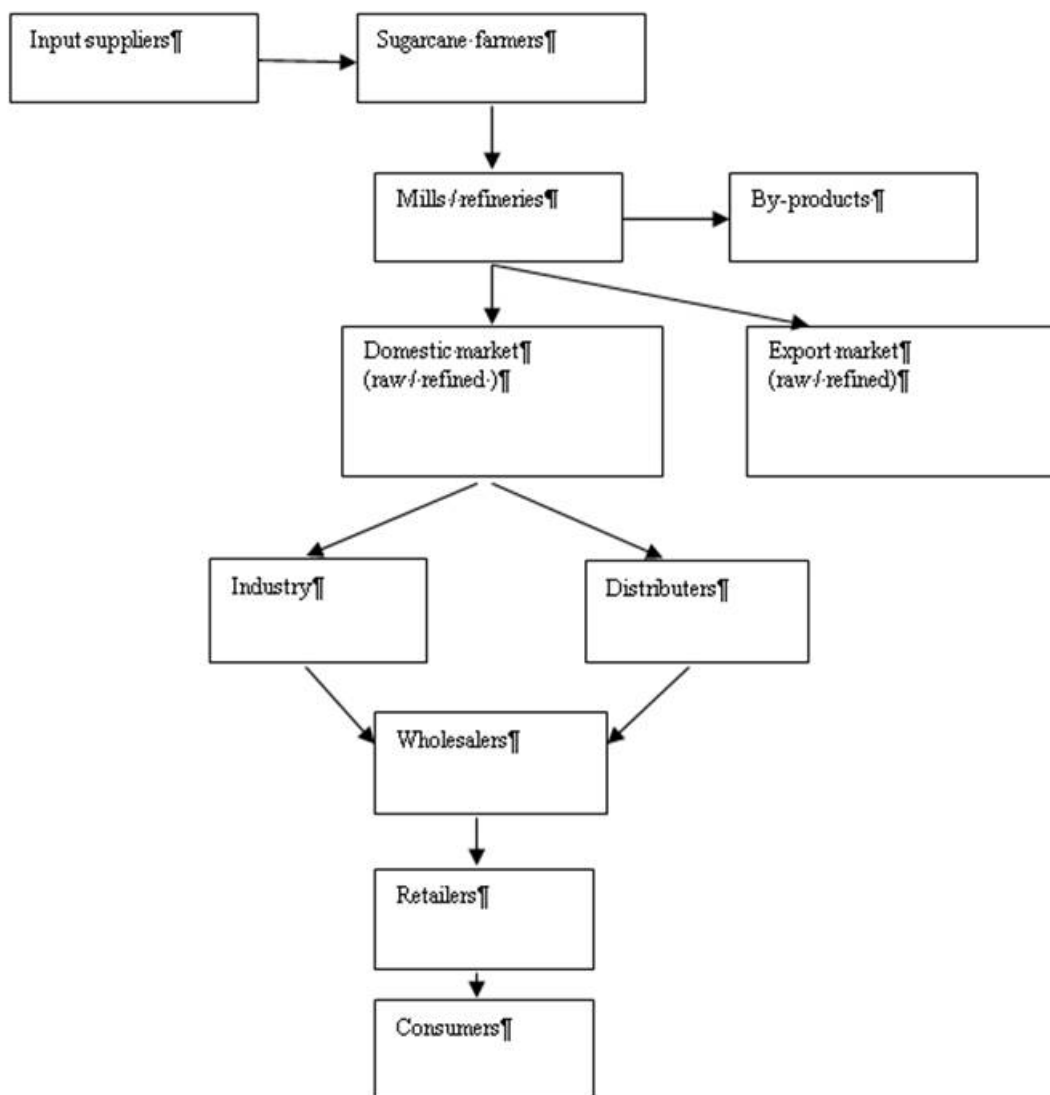 Input·suppliers¶
Sugarcane·farmers¶
Mills·/·refineries¶
By-products·¶
Domestic·market¶
(raw·/·refined·)¶
Export·market¶
(raw·/·refined)¶
Industry¶
Distributers¶
Wholesalers¶
Retailers¶
Consumers¶